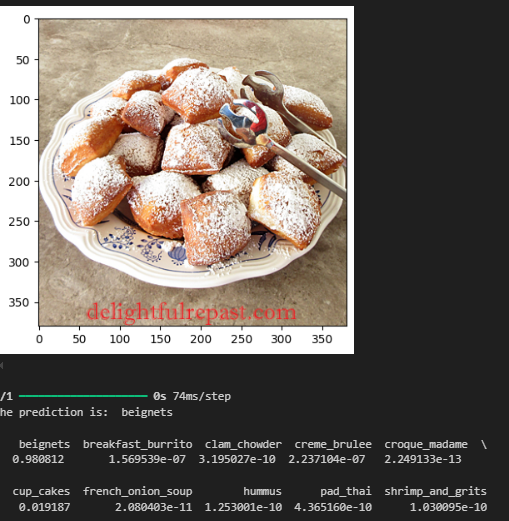 0
50
100
150
200
250
300
350
delightfulrepast.com
0 50 100 150 200 250 300 350
/1 ━━━━━━━━━━━━━━━━━━━━ 0s 74ms/step
he prediction is:  beignets
beignets breakfast_burrito clam_chowder creme_brulee croque_madame \
0.980812 1.569539e-07 3.195027e-10 2.237104e-07 2.249133e-13
cup_cakes french_onion_soup hummus pad_thai shrimp_and_grits
0.019187 2.080403e-11 1.253001e-10 4.365160e-10 1.030095e-10